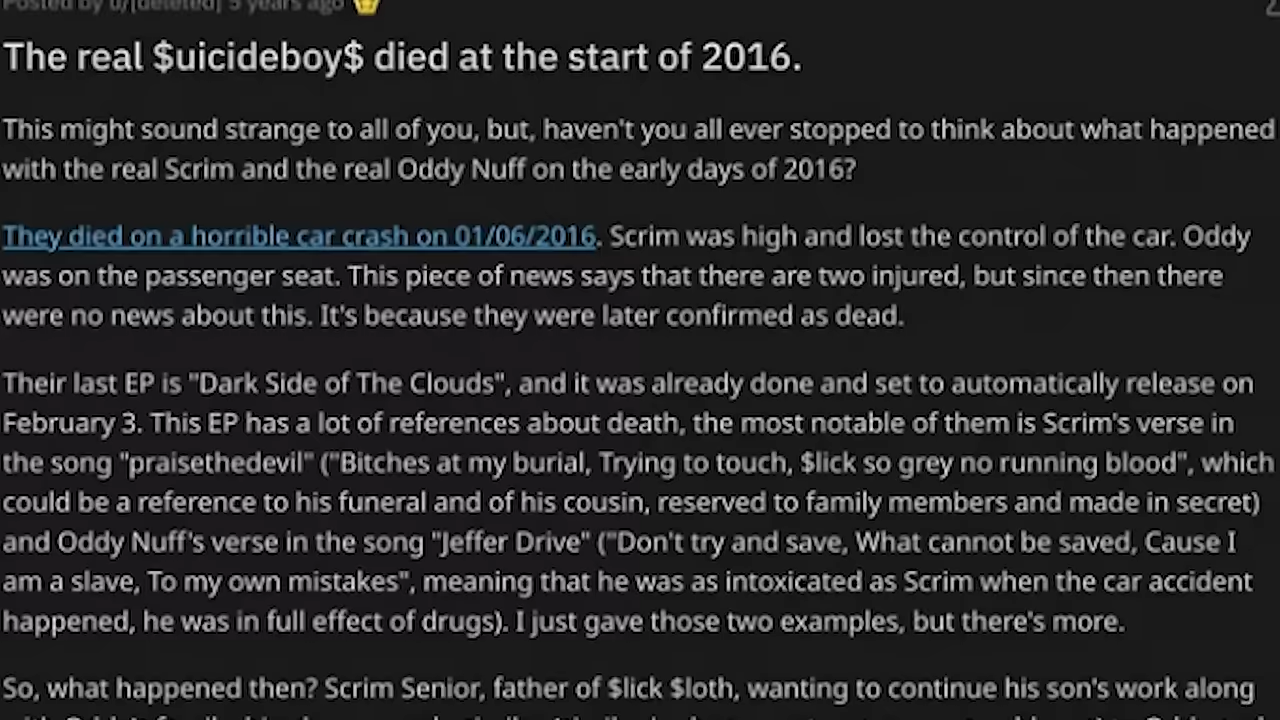 Posted by u/[deleted] 5 years ago
The real $uicideboy$ died at the start of 2016.
This might sound strange to all of you, but, haven't you all ever stopped to think about what happened
with the real Scrim and the real Oddy Nuff on the early days of 2016?
They died on a horrible car crash on 01/06/2016. Scrim was high and lost the control of the car. Oddy
was on the passenger seat. This piece of news says that there are two injured, but since then there
were no news about this. It's because they were later confirmed as dead.
Their last EP is "Dark Side of The Clouds", and it was already done and set to automatically release on
February 3. This EP has a lot of references about death, the most notable of them is Scrim's verse in
the song "praisethedevil" ("Bitches at my burial, Trying to touch, $lick so grey no running blood", which
could be a reference to his funeral and of his cousin, reserved to family members and made in secret)
and Oddy Nuff's verse in the song "Jeffer Drive" ("Don't try and save, What cannot be saved, Cause I
am a slave, To my own mistakes", meaning that he was as intoxicated as Scrim when the car accident
happened, he was in full effect of drugs). I just gave those two examples, but there's more.
So, what happened then? Scrim Senior, father of $lick $loth, wanting to continue his son's work along